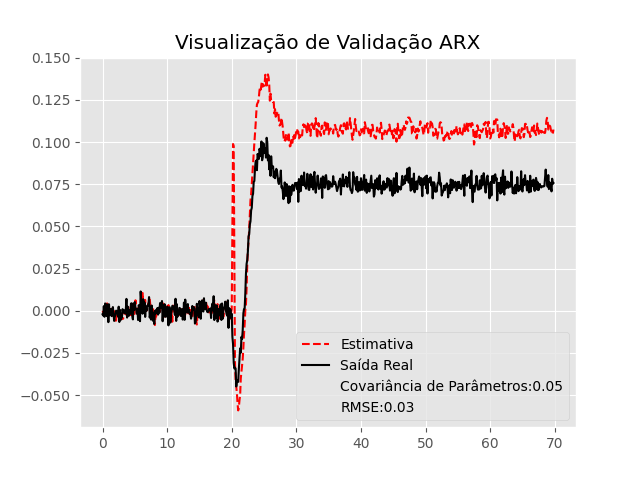 Visualização de Validação ARX
0.150
0.125
0.100
0.075
0.050
0.025
0.000
−0.025
−0.050
Estimativa
Saída Real
Covariância de Parâmetros:0.05
RMSE:0.03
0 10 20 30 40 50 60 70